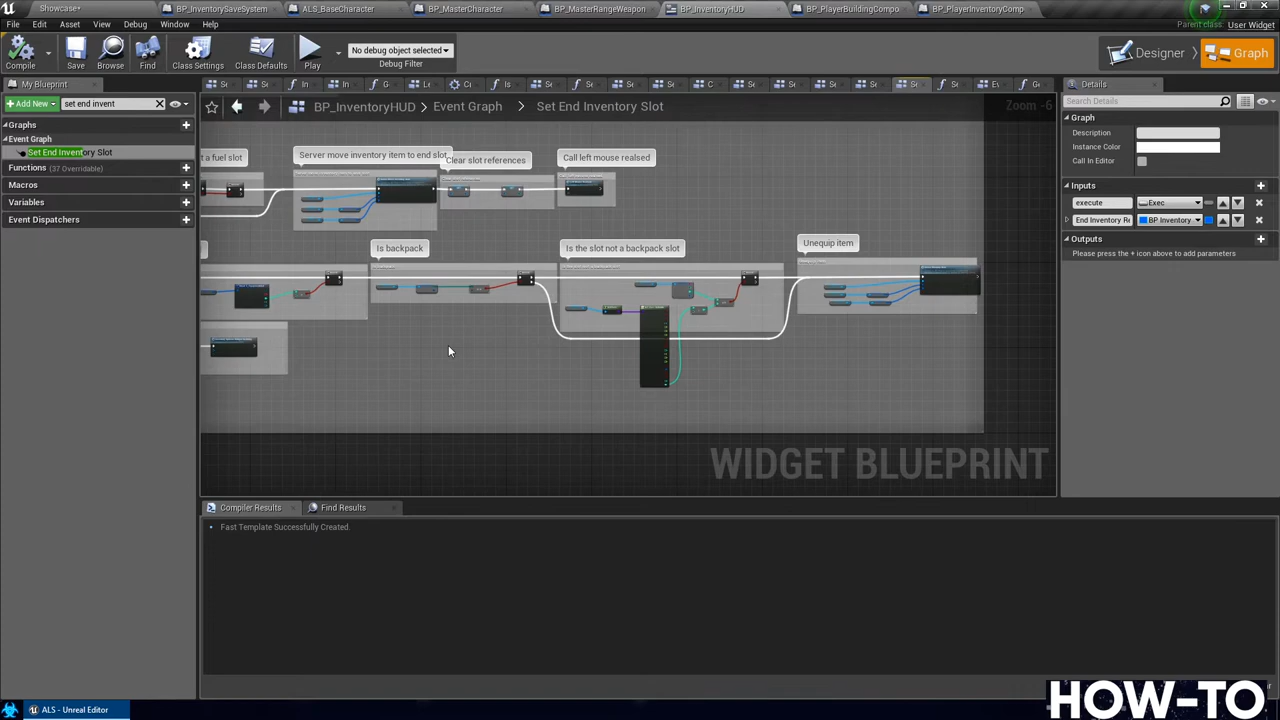 Showcase*
BP_InventorySaveSystem
ALS_BaseCharacter
BP_MasterCharacter
BP_MasterRangeWeapon
BP_InventoryHUD
BP_PlayerBuildingCompo
BP_PlayerInventoryComp
File
Edit
Asset
View
Debug
Window
Help
Parent class:
User Widget
Compile
Save
Browse
Find
Class Settings
Class Defaults
Play
No debug object selected
Debug Filter
Designer
Graph
My Blueprint
Details
+Add New
set end invent
Search Details
BP_InventoryHUD > Event Graph > Set End Inventory Slot
Zoom -6
Graphs
Event Graph
Set End Inventory Slot
Functions (37 Overridable)
Macros
Variables
Event Dispatchers
t a fuel slot
Server move inventory item to end slot
Clear slot references
Call left mouse realsed
Is backpack
Is the slot not a backpack slot
Unequip item
WIDGET BLUEPRINT
Graph
Description
Instance Color
Call In Editor
Inputs
execute
Exec
End Inventory Re
BP Inventory
Outputs
Please press the + icon above to add parameters
Compiler Results
Find Results
Fast Template Successfully Created.
ALS - Unreal Editor
HOW-TO